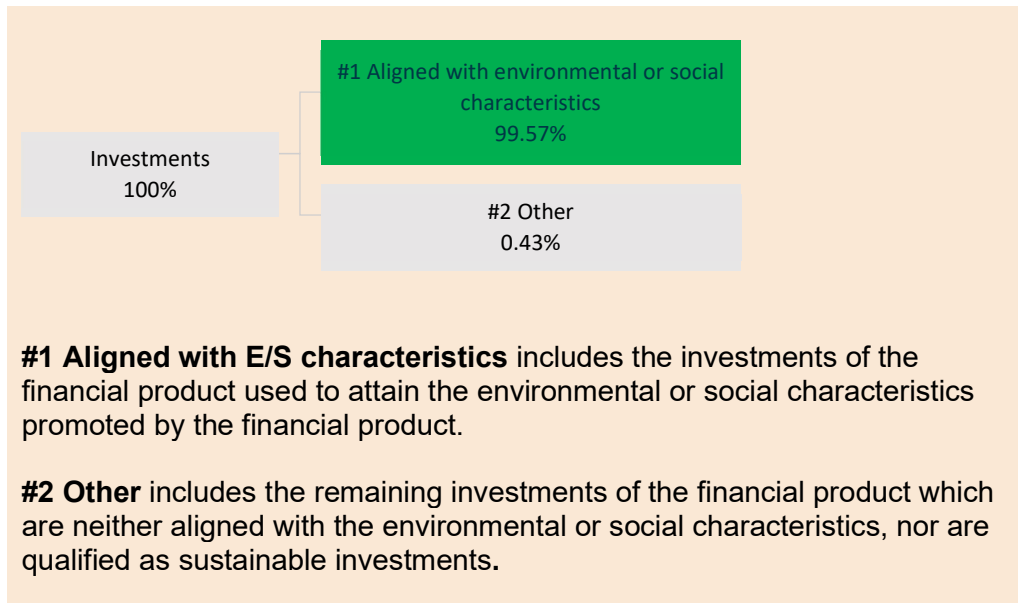 #1 Aligned with environmental or social
characteristics
99.57%
Investments
100%
#2 Other
0.43%
#1 Aligned with E/S characteristics includes the investments of the
financial product used to attain the environmental or social characteristics
promoted by the financial product.
#2 Other includes the remaining investments of the financial product which
are neither aligned with the environmental or social characteristics, nor are
qualified as sustainable investments.